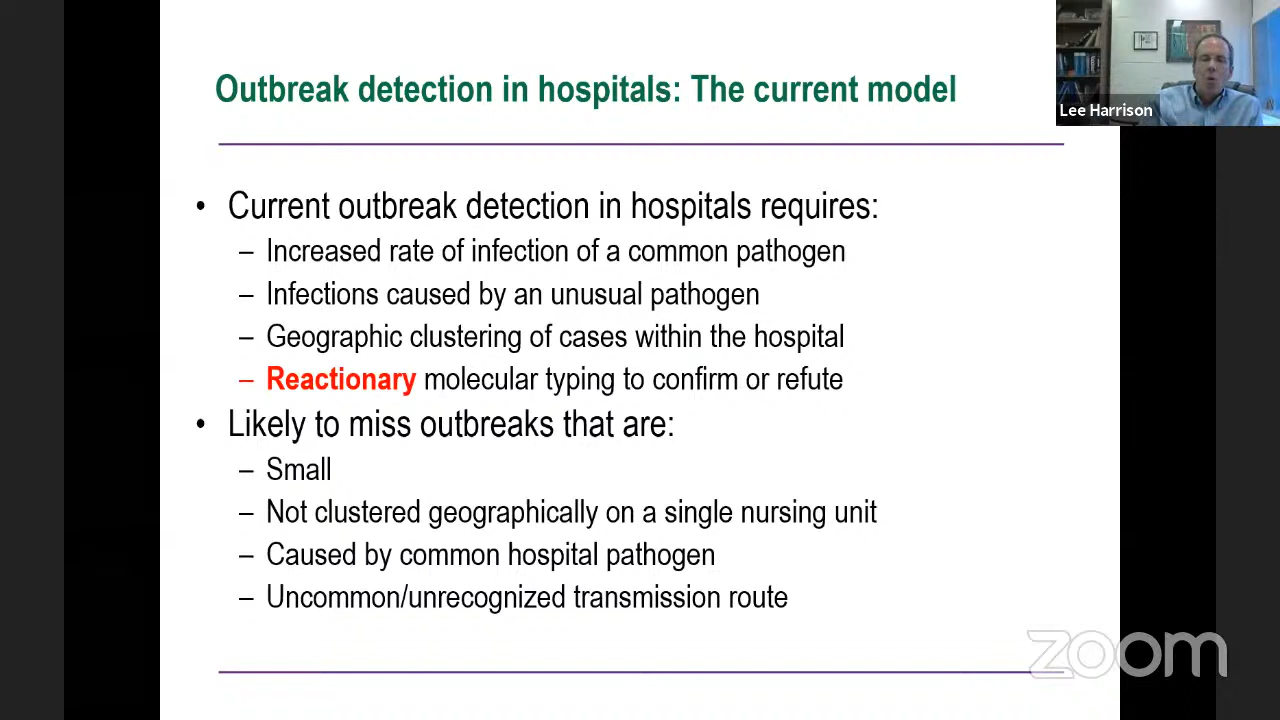 Outbreak detection in hospitals: The current model
Lee Harrison
• Current outbreak detection in hospitals requires:
– Increased rate of infection of a common pathogen
– Infections caused by an unusual pathogen
– Geographic clustering of cases within the hospital
– Reactionary molecular typing to confirm or refute
• Likely to miss outbreaks that are:
– Small
– Not clustered geographically on a single nursing unit
– Caused by common hospital pathogen
– Uncommon/unrecognized transmission route
zoom